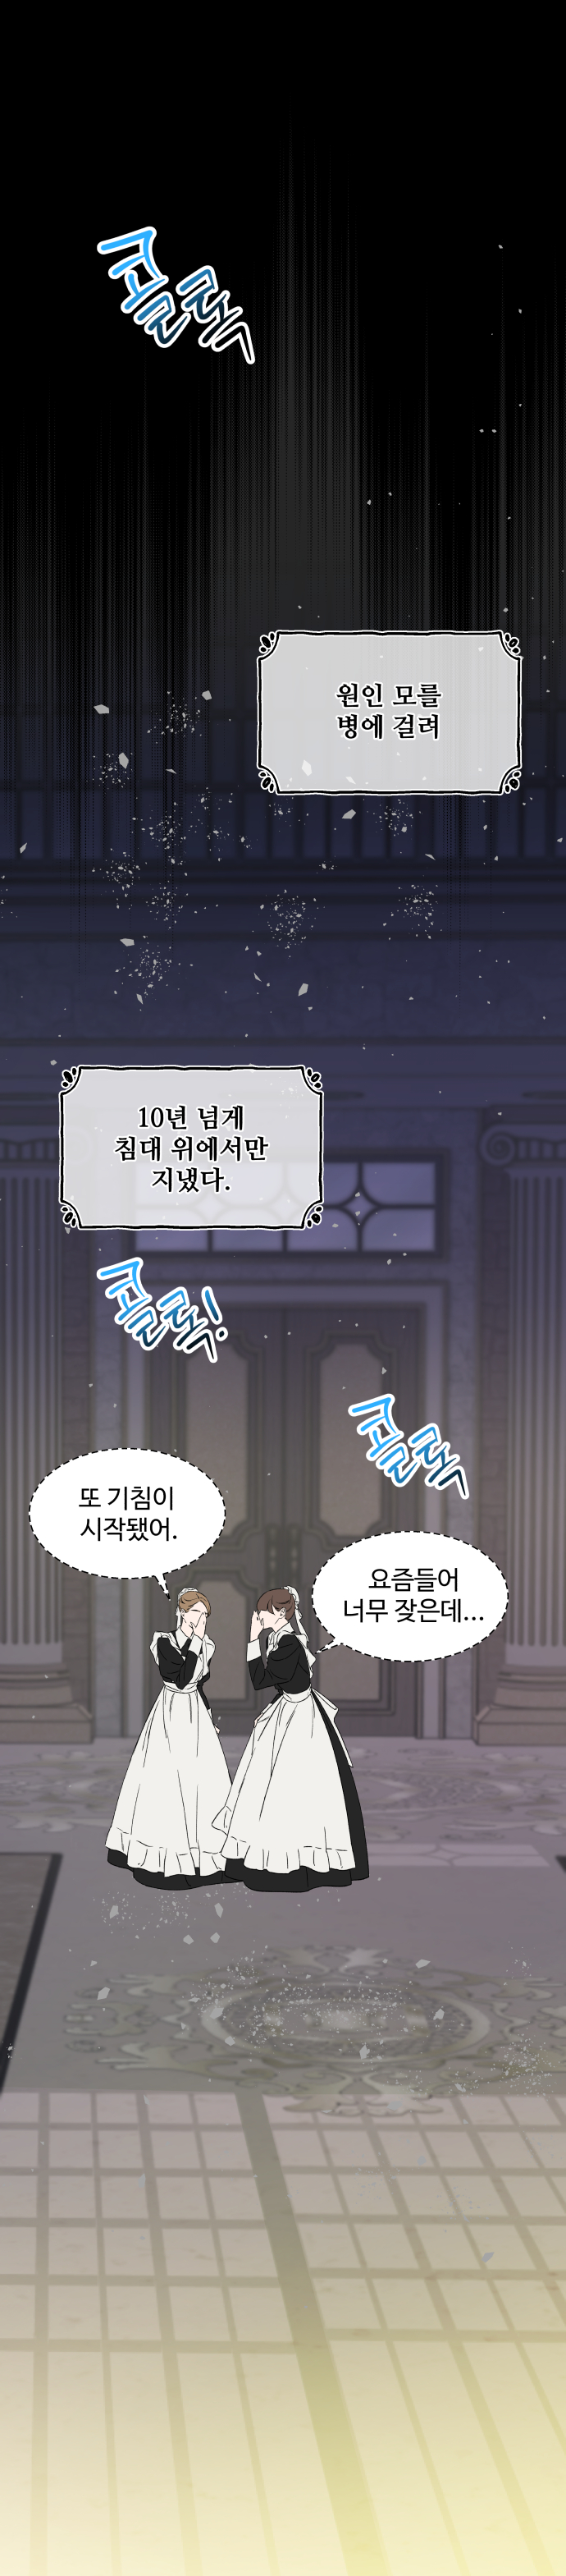 콜록
원인 모를
병에 걸려
10년 넘게
침대 위에서만
지냈다.
콜록!
콜록
또 기침이
시작됐어.
요즘들어
너무 잦은데...